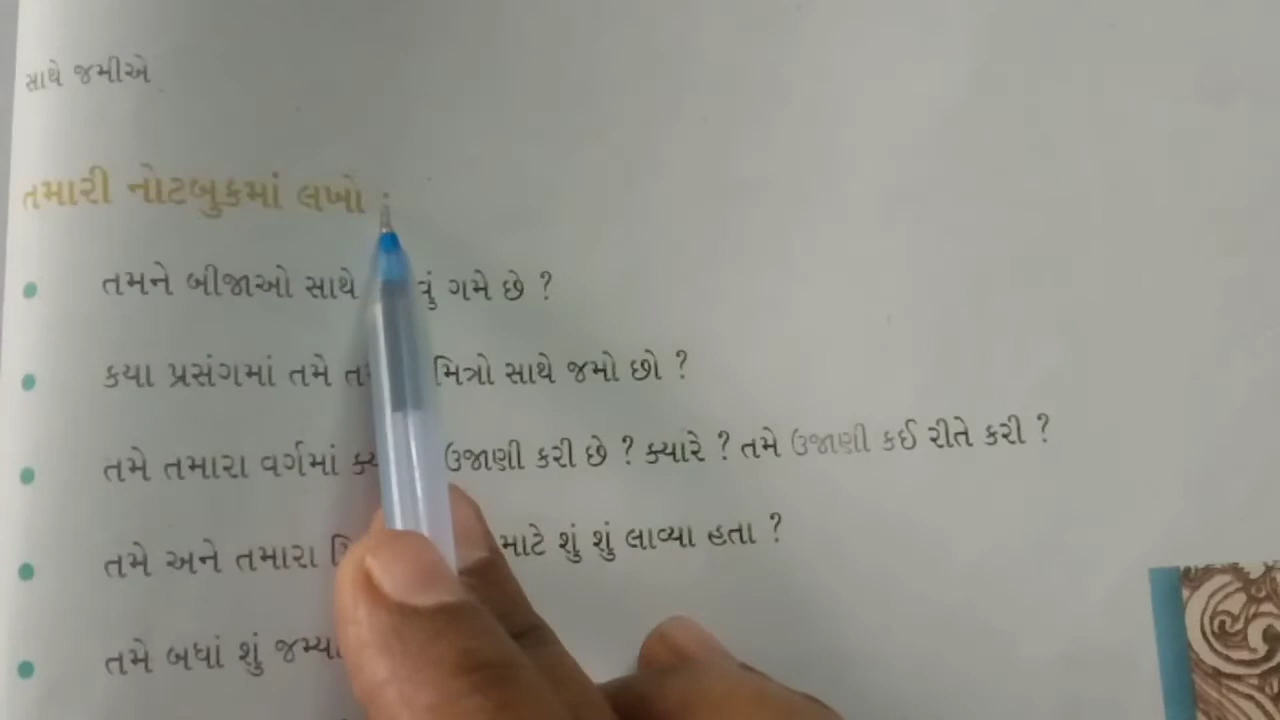 સાથે જમીએ
તમારી નોટબુકમાં લખો :
તમને બીજાઓ સાથે ગમે છે ?
કયા પ્રસંગમાં તમે મિત્રો સાથે જમો છો ?
તમે તમારા વર્ગમાં ઉજાણી કરી છે ? ક્યારે ? તમે ઉજાણી કઈ રીતે કરી ?
તમે અને તમારા માટે શું શું લાવ્યા હતા ?
તમે બધાં શું